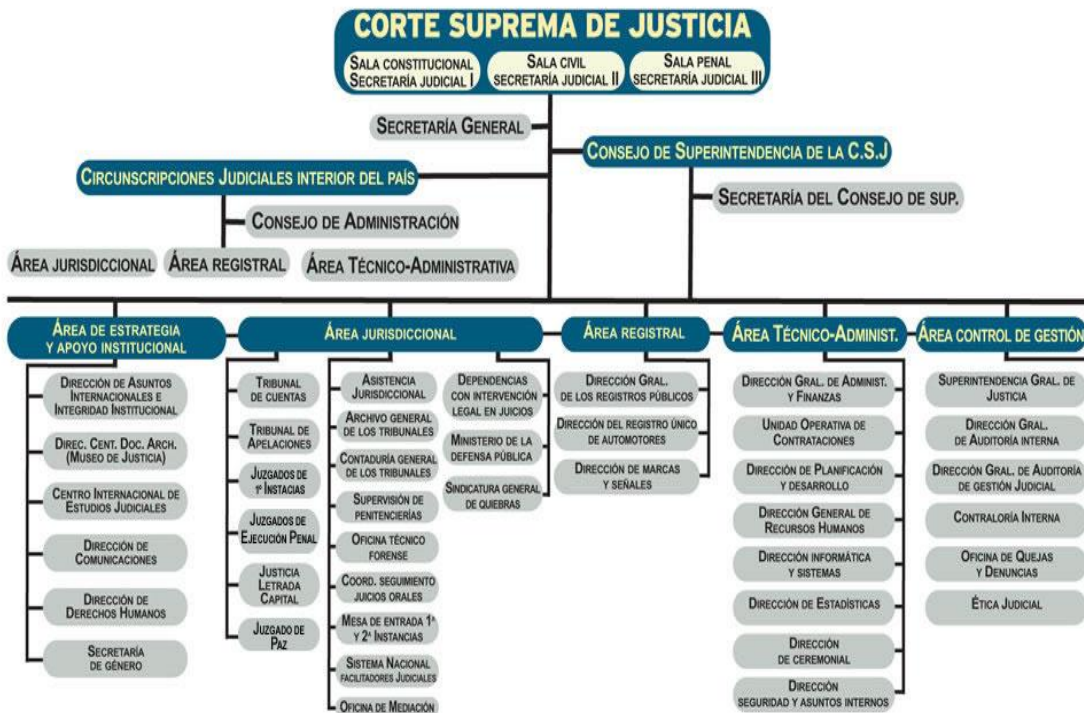 CORTE SUPREMA DE JUSTICIA
SALA CONSTITUCIONAL
SECRETARÍA JUDICIAL I
SALA CIVIL
SECRETARÍA JUDICIAL II
SALA PENAL
SECRETARÍA JUDICIAL III
SECRETARÍA GENERAL
CONSEJO DE SUPERINTENDENCIA DE LA C.S.J
CIRCUNSCRIPCIONES JUDICIALES INTERIOR DEL PAÍS
SECRETARÍA DEL CONSEJO DE SUP.
CONSEJO DE ADMINISTRACIÓN
ÁREA JURISDICCIONAL
ÁREA REGISTRAL
ÁREA TÉCNICO-ADMINISTRATIVA
ÁREA DE ESTRATEGIA
Y APOYO INSTITUCIONAL
DIRECCIÓN DE ASUNTOS
INTERNACIONALES E
INTEGRIDAD INSTITUCIONAL
DIREC. CENT. DOC. ARCH.
(MUSEO DE JUSTICIA)
CENTRO INTERNACIONAL DE
ESTUDIOS JUDICIALES
DIRECCIÓN DE
COMUNICACIONES
DIRECCIÓN DE
DERECHOS HUMANOS
SECRETARÍA
DE GÉNERO
ÁREA JURISDICCIONAL
TRIBUNAL
DE CUENTAS
TRIBUNAL DE
APELACIONES
JUZGADOS DE
1º INSTACIAS
JUZGADOS DE
EJECUCIÓN PENAL
JUSTICIA
LETRADA
CAPITAL
JUZGADO DE
PAZ
ASISTENCIA
JURISDICCIONAL
ARCHIVO GENERAL
DE LOS TRIBUNALES
CONTADURÍA GENERAL
DE LOS TRIBUNALES
SUPERVISIÓN DE
PENITENCIERÍAS
OFICINA TÉCNICO
FORENSE
COORD. SEGUIMIENTO
JUICIOS ORALES
MESA DE ENTRADA 1ª
Y 2ª INSTANCIAS
SISTEMA NACIONAL
FACILITADORES JUDICIALES
OFICINA DE MEDIACIÓN
DEPENDENCIAS
CON INTERVENCIÓN
LEGAL EN JUICIOS
MINISTERIO DE LA
DEFENSA PÚBLICA
SINDICATURA GENERAL
DE QUIEBRAS
ÁREA REGISTRAL
DIRECCIÓN GRAL.
DE LOS REGISTROS PÚBLICOS
DIRECCIÓN DEL REGISTRO ÚNICO
DE AUTOMOTORES
DIRECCIÓN DE MARCAS
Y SEÑALES
ÁREA TÉCNICO-ADMINIST.
DIRECCIÓN GRAL. DE ADMINIST.
Y FINANZAS
UNIDAD OPERATIVA DE
CONTRATACIONES
DIRECCIÓN DE PLANIFICACIÓN
Y DESARROLLO
DIRECCIÓN GENERAL DE
RECURSOS HUMANOS
DIRECCIÓN INFORMÁTICA
Y SISTEMAS
DIRECCIÓN DE ESTADÍSTICAS
DIRECCIÓN
DE CEREMONIAL
DIRECCIÓN
SEGURIDAD Y ASUNTOS INTERNOS
ÁREA CONTROL DE GESTIÓN
SUPERINTENDENCIA GRAL. DE
JUSTICIA
DIRECCIÓN GRAL.
DE AUDITORÍA INTERNA
DIRECCIÓN GRAL. DE AUDITORÍA
DE GESTIÓN JUDICIAL
CONTRALORÍA INTERNA
OFICINA DE QUEJAS
Y DENUNCIAS
ÉTICA JUDICIAL